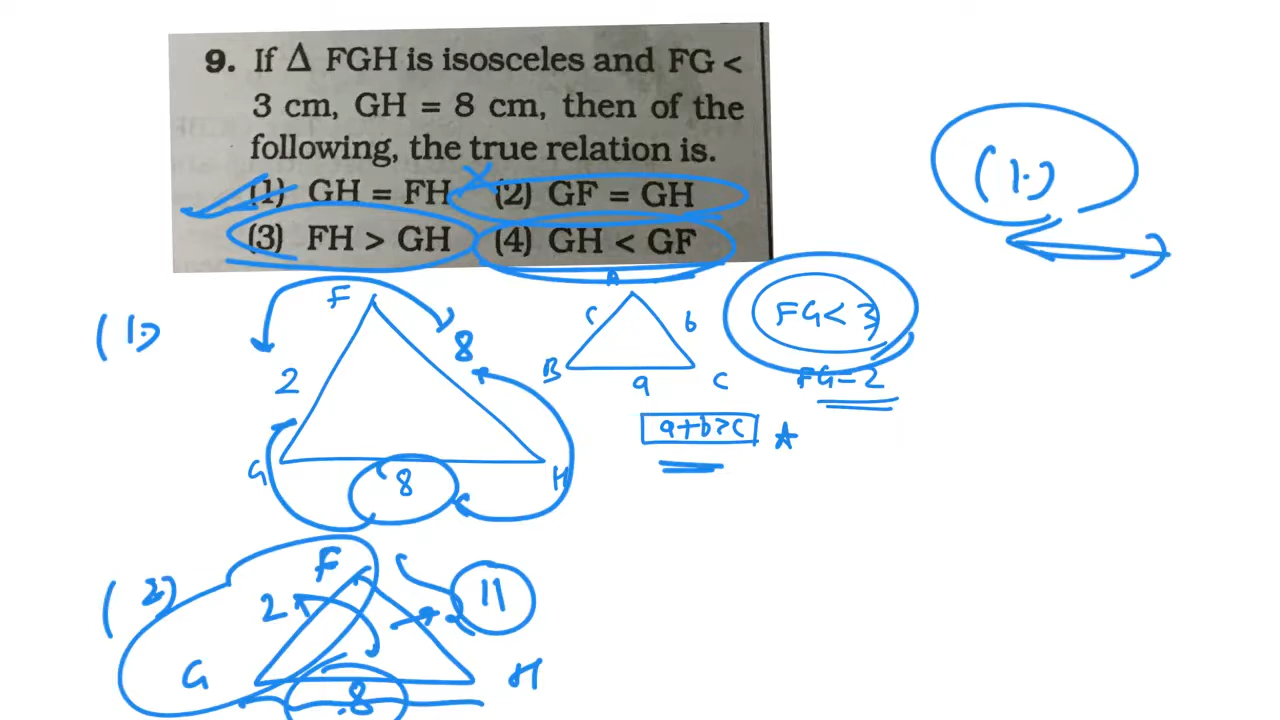 9. If Δ FGH is isosceles and FG <
3 cm, GH = 8 cm, then of the
following, the true relation is.
(1) GH = FH (2) GF = GH
(3) FH > GH (4) GH < GF
(1.)
(1.)
F
2
8
G
8
H
A
c
b
B
a
C
a+b>c
FG< 3
FG=2
(2)
F
2
11
G
8
H